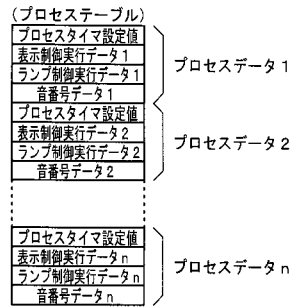 (プロセステーブル)
プロセスタイマ設定値
表示制御実行データ1
ランプ制御実行データ1
音番号データ1
プロセスデータ1
プロセスタイマ設定値
表示制御実行データ2
ランプ制御実行データ2
音番号データ2
プロセスデータ2
プロセスタイマ設定値
表示制御実行データn
ランプ制御実行データn
音番号データn
プロセスデータn